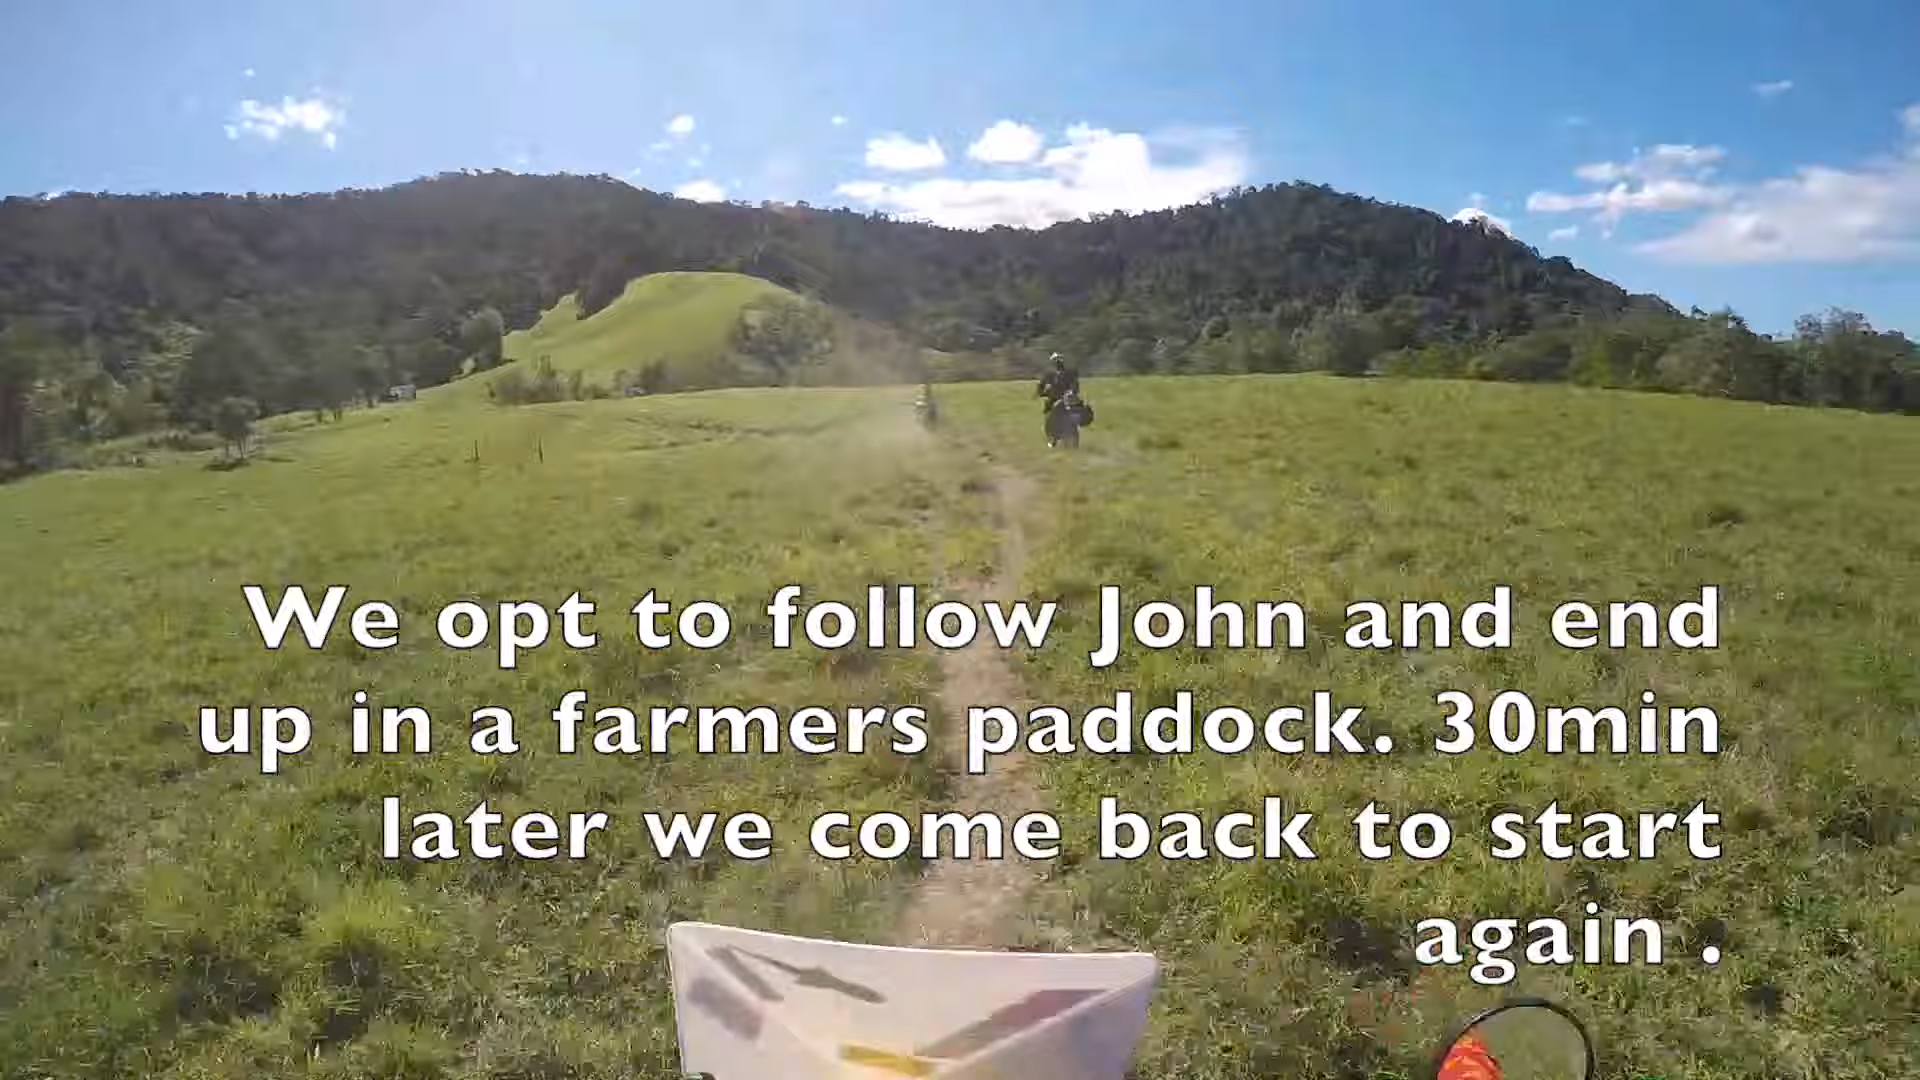 We opt to follow John and end
up in a farmers paddock. 30min
later we come back to start
again .